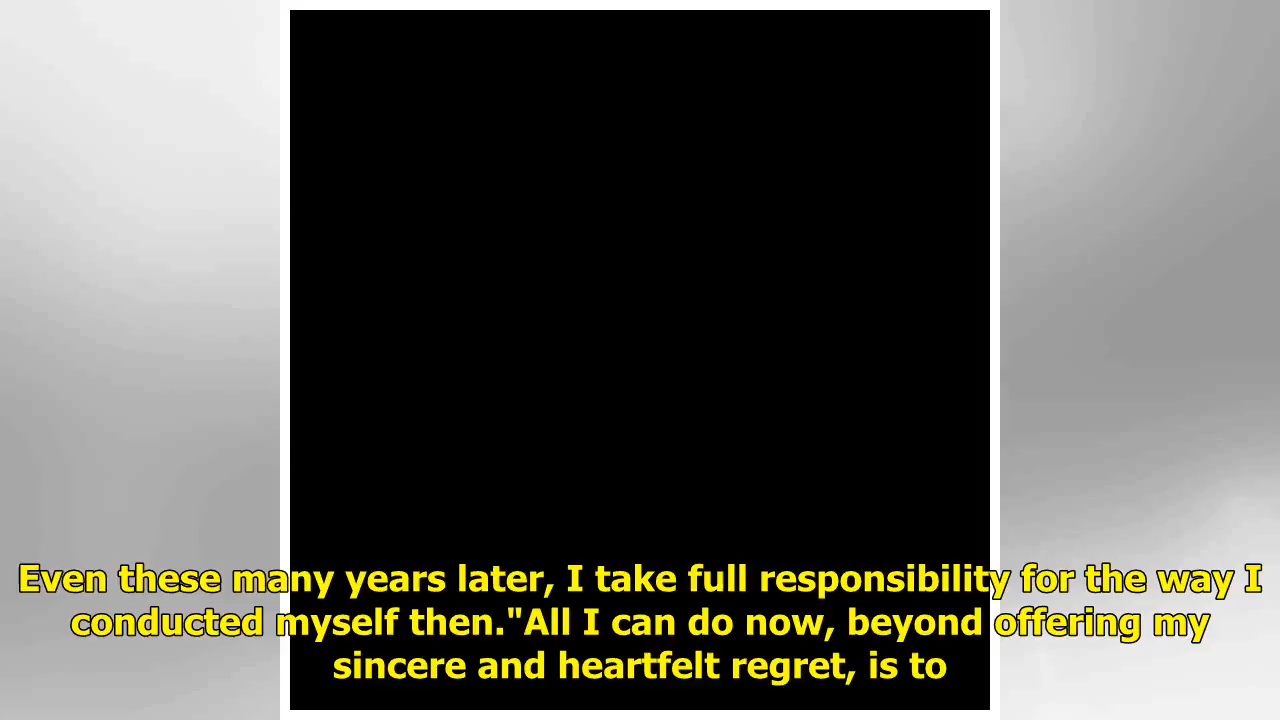 Even these many years later, I take full responsibility for the way I
conducted myself then."All I can do now, beyond offering my
sincere and heartfelt regret, is to